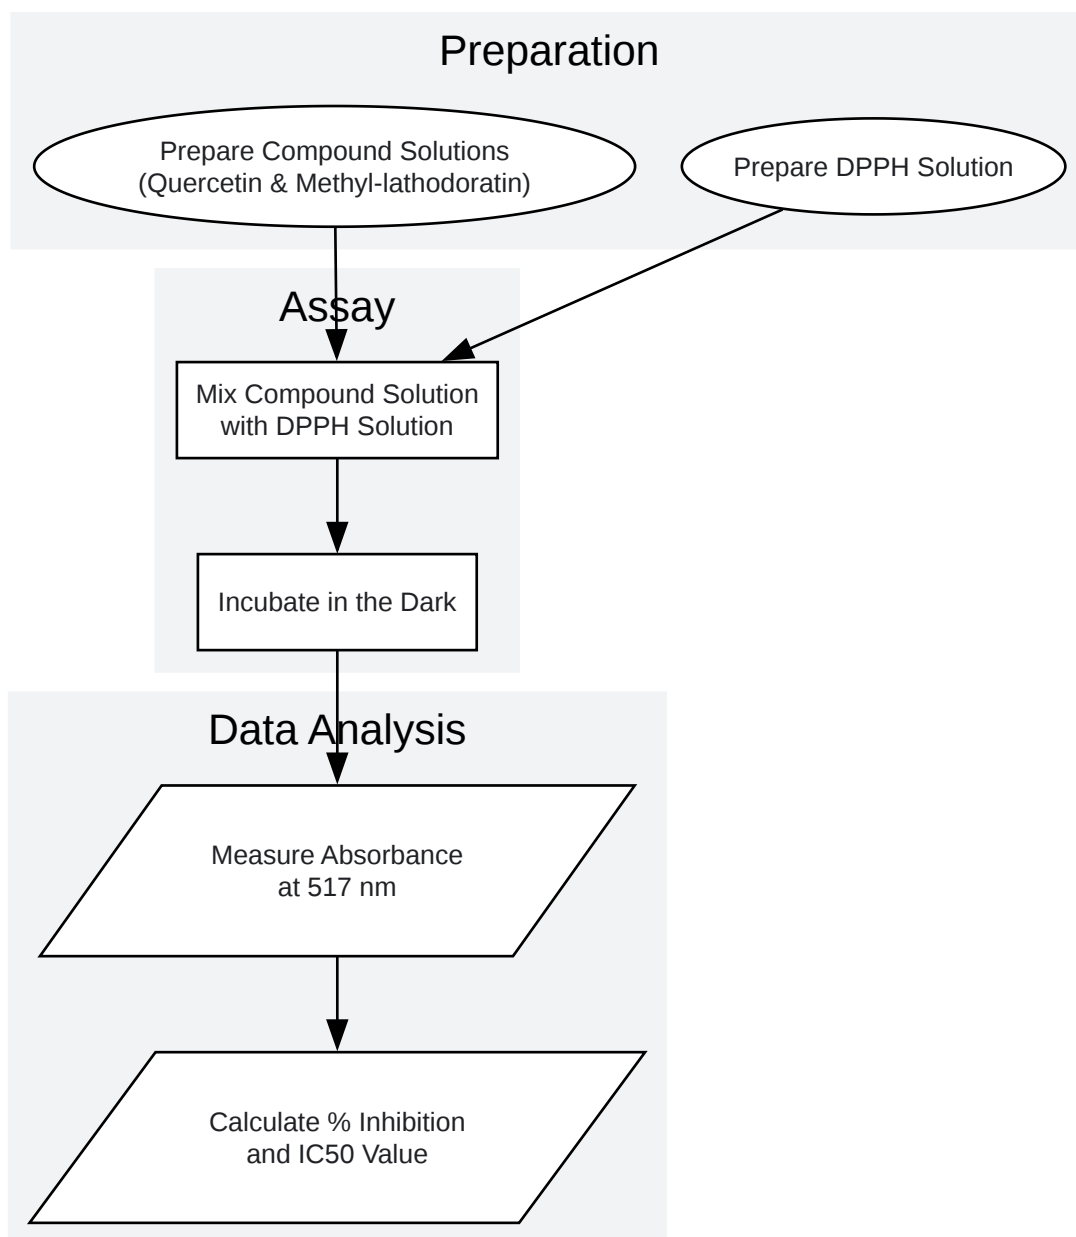 Preparation
Prepare Compound Solutions
(Quercetin & Methyl-lathodoratin)
Prepare DPPH Solution
Assay
Mix Compound Solution
with DPPH Solution
Incubate in the Dark
Data Analysis
Measure Absorbance
at 517 nm
Calculate % Inhibition
and IC50 Value